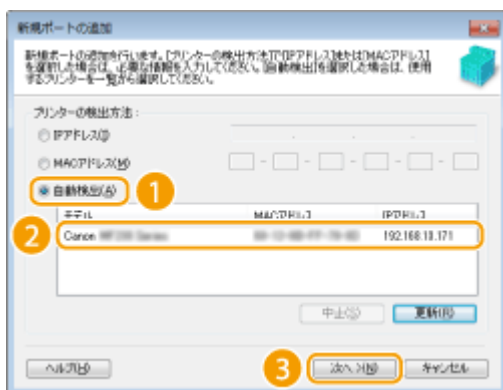 新規ポートの追加
新規ポートの追加を行います。[プリンターの検出方法]で[IPアドレス]または[MACアドレス]
を選択した場合は、必要な情報を入力してください。[自動検出]を選択した場合は、使用
するプリンターを一覧から選択してください。
プリンターの検出方法:
IPアドレス(I)
MACアドレス(M)
自動検出(A) 1
モデル MACアドレス IPアドレス
2 Canon 192.168.13.171
中止(S) 更新(R)
ヘルプ(H) 3 次へ >(N) キャンセル